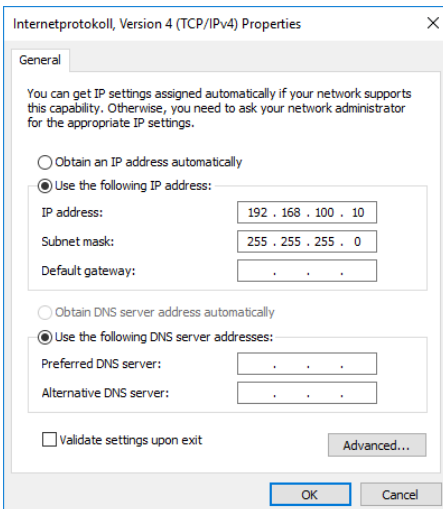 Internetprotokoll, Version 4 (TCP/IPv4) Properties
General
You can get IP settings assigned automatically if your network supports
this capability. Otherwise, you need to ask your network administrator
for the appropriate IP settings.
Obtain an IP address automatically
Use the following IP address:
IP address: 192 . 168 . 100 . 10
Subnet mask: 255 . 255 . 255 . 0
Default gateway: . . .
Obtain DNS server address automatically
Use the following DNS server addresses:
Preferred DNS server: . . .
Alternative DNS server: . . .
Validate settings upon exit
Advanced...
OK Cancel